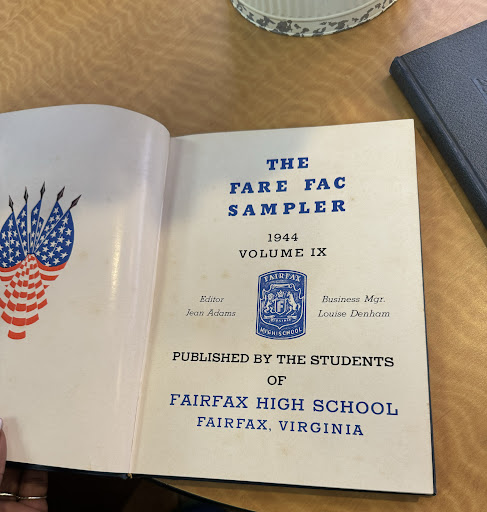 THE
FARE FAC
SAMPLER
1944
VOLUME IX
Editor
Jean Adams
FAIRFAX
VIRGINIA
HIGH SCHOOL
Business Mgr.
Louise Denham
PUBLISHED BY THE STUDENTS
OF
FAIRFAX HIGH SCHOOL
FAIRFAX, VIRGINIA